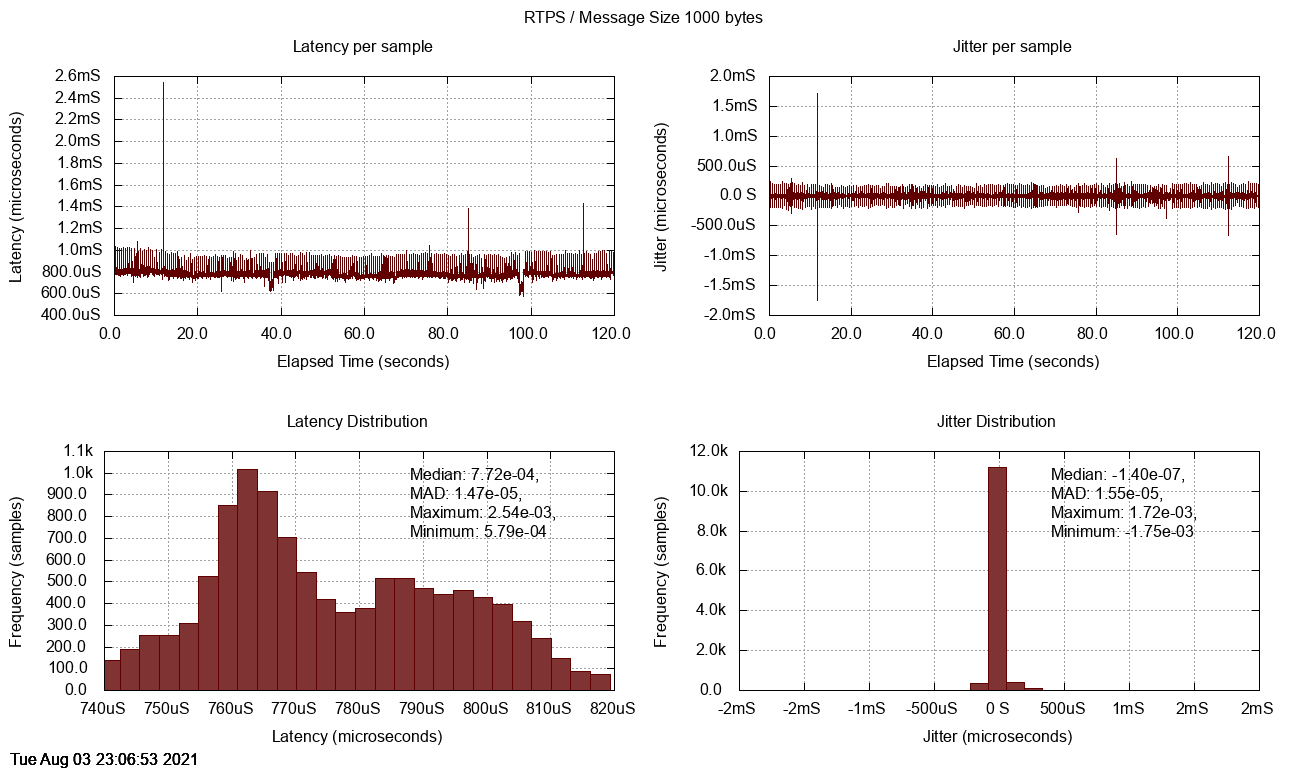 RTPS / Message Size 1000 bytes
Latency per sample
2.6mS
2.4mS
2.2mS
2.0mS
1.8mS
1.6mS
1.4mS
1.2mS
1.0mS
800.0uS
600.0uS
400.0uS
Latency (microseconds)
0.0 20.0 40.0 60.0 80.0 100.0 120.0
Elapsed Time (seconds)
Jitter per sample
2.0mS
1.5mS
1.0mS
500.0uS
0.0 S
-500.0uS
-1.0mS
-1.5mS
-2.0mS
Jitter (microseconds)
0.0 20.0 40.0 60.0 80.0 100.0 120.0
Elapsed Time (seconds)
Latency Distribution
1.1k
1.0k
900.0
800.0
700.0
600.0
500.0
400.0
300.0
200.0
100.0
0.0
Frequency (samples)
Median: 7.72e-04,
MAD: 1.47e-05,
Maximum: 2.54e-03,
Minimum: 5.79e-04
740uS 750uS 760uS 770uS 780uS 790uS 800uS 810uS 820uS
Latency (microseconds)
Jitter Distribution
12.0k
10.0k
8.0k
6.0k
4.0k
2.0k
0.0
Frequency (samples)
Median: -1.40e-07,
MAD: 1.55e-05,
Maximum: 1.72e-03,
Minimum: -1.75e-03
-2mS -2mS -1mS -500uS 0 S 500uS 1mS 2mS 2mS
Jitter (microseconds)
Tue Aug 03 23:06:53 2021